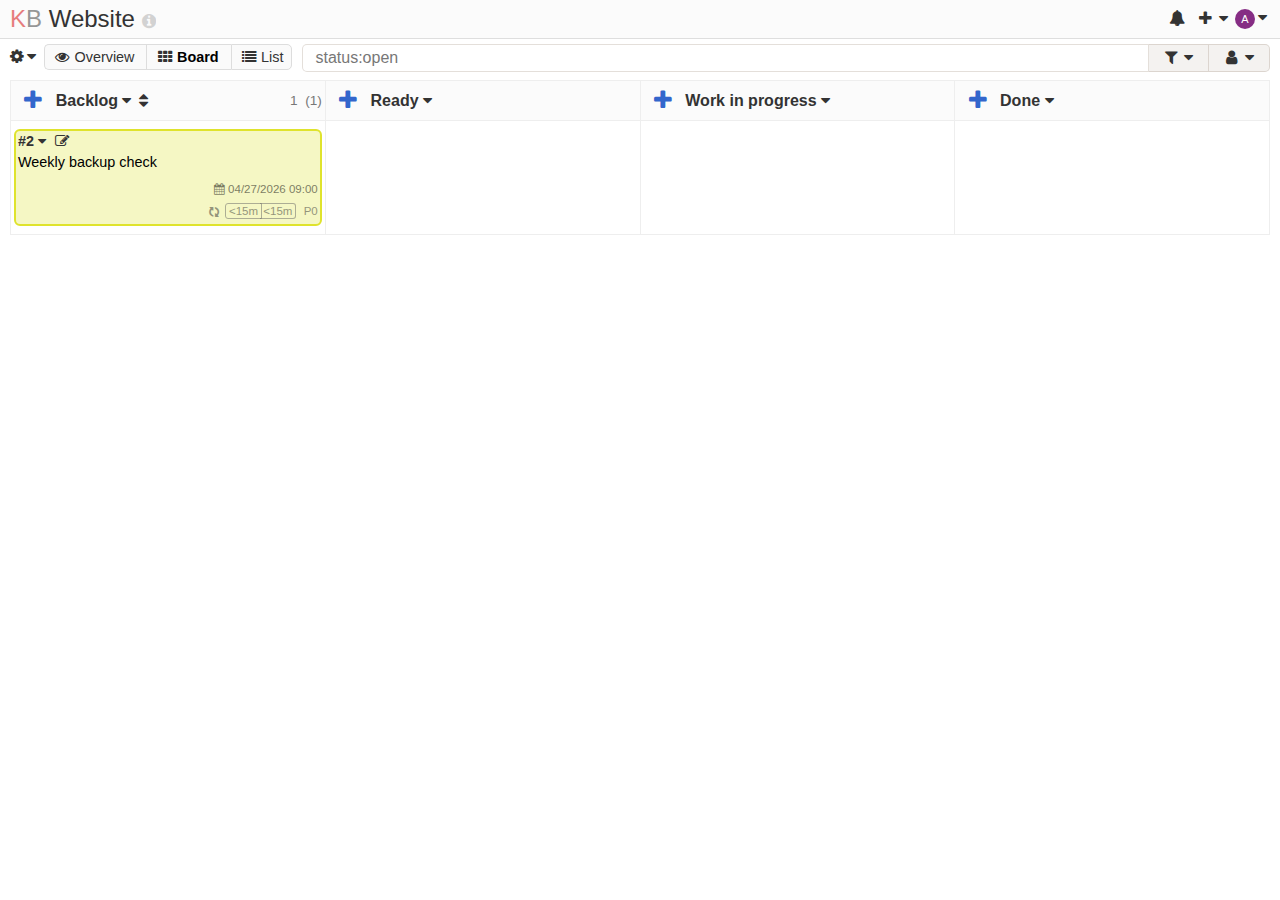 KB Website
A
Overview Board List status:open
Backlog 1 (1) Ready Work in progress Done
#2
Weekly backup check
04/27/2026 09:00
<15m <15m P0